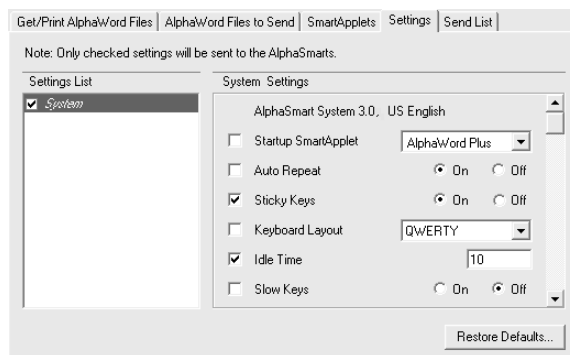 Get/Print AlphaWord Files AlphaWord Files to Send SmartApplets Settings Send List
Note: Only checked settings will be sent to the AlphaSmarts.
Settings List
System
System Settings
AlphaSmart System 3.0, US English
Startup SmartApplet AlphaWord Plus
Auto Repeat On Off
Sticky Keys On Off
Keyboard Layout QWERTY
Idle Time 10
Slow Keys On Off
Restore Defaults...